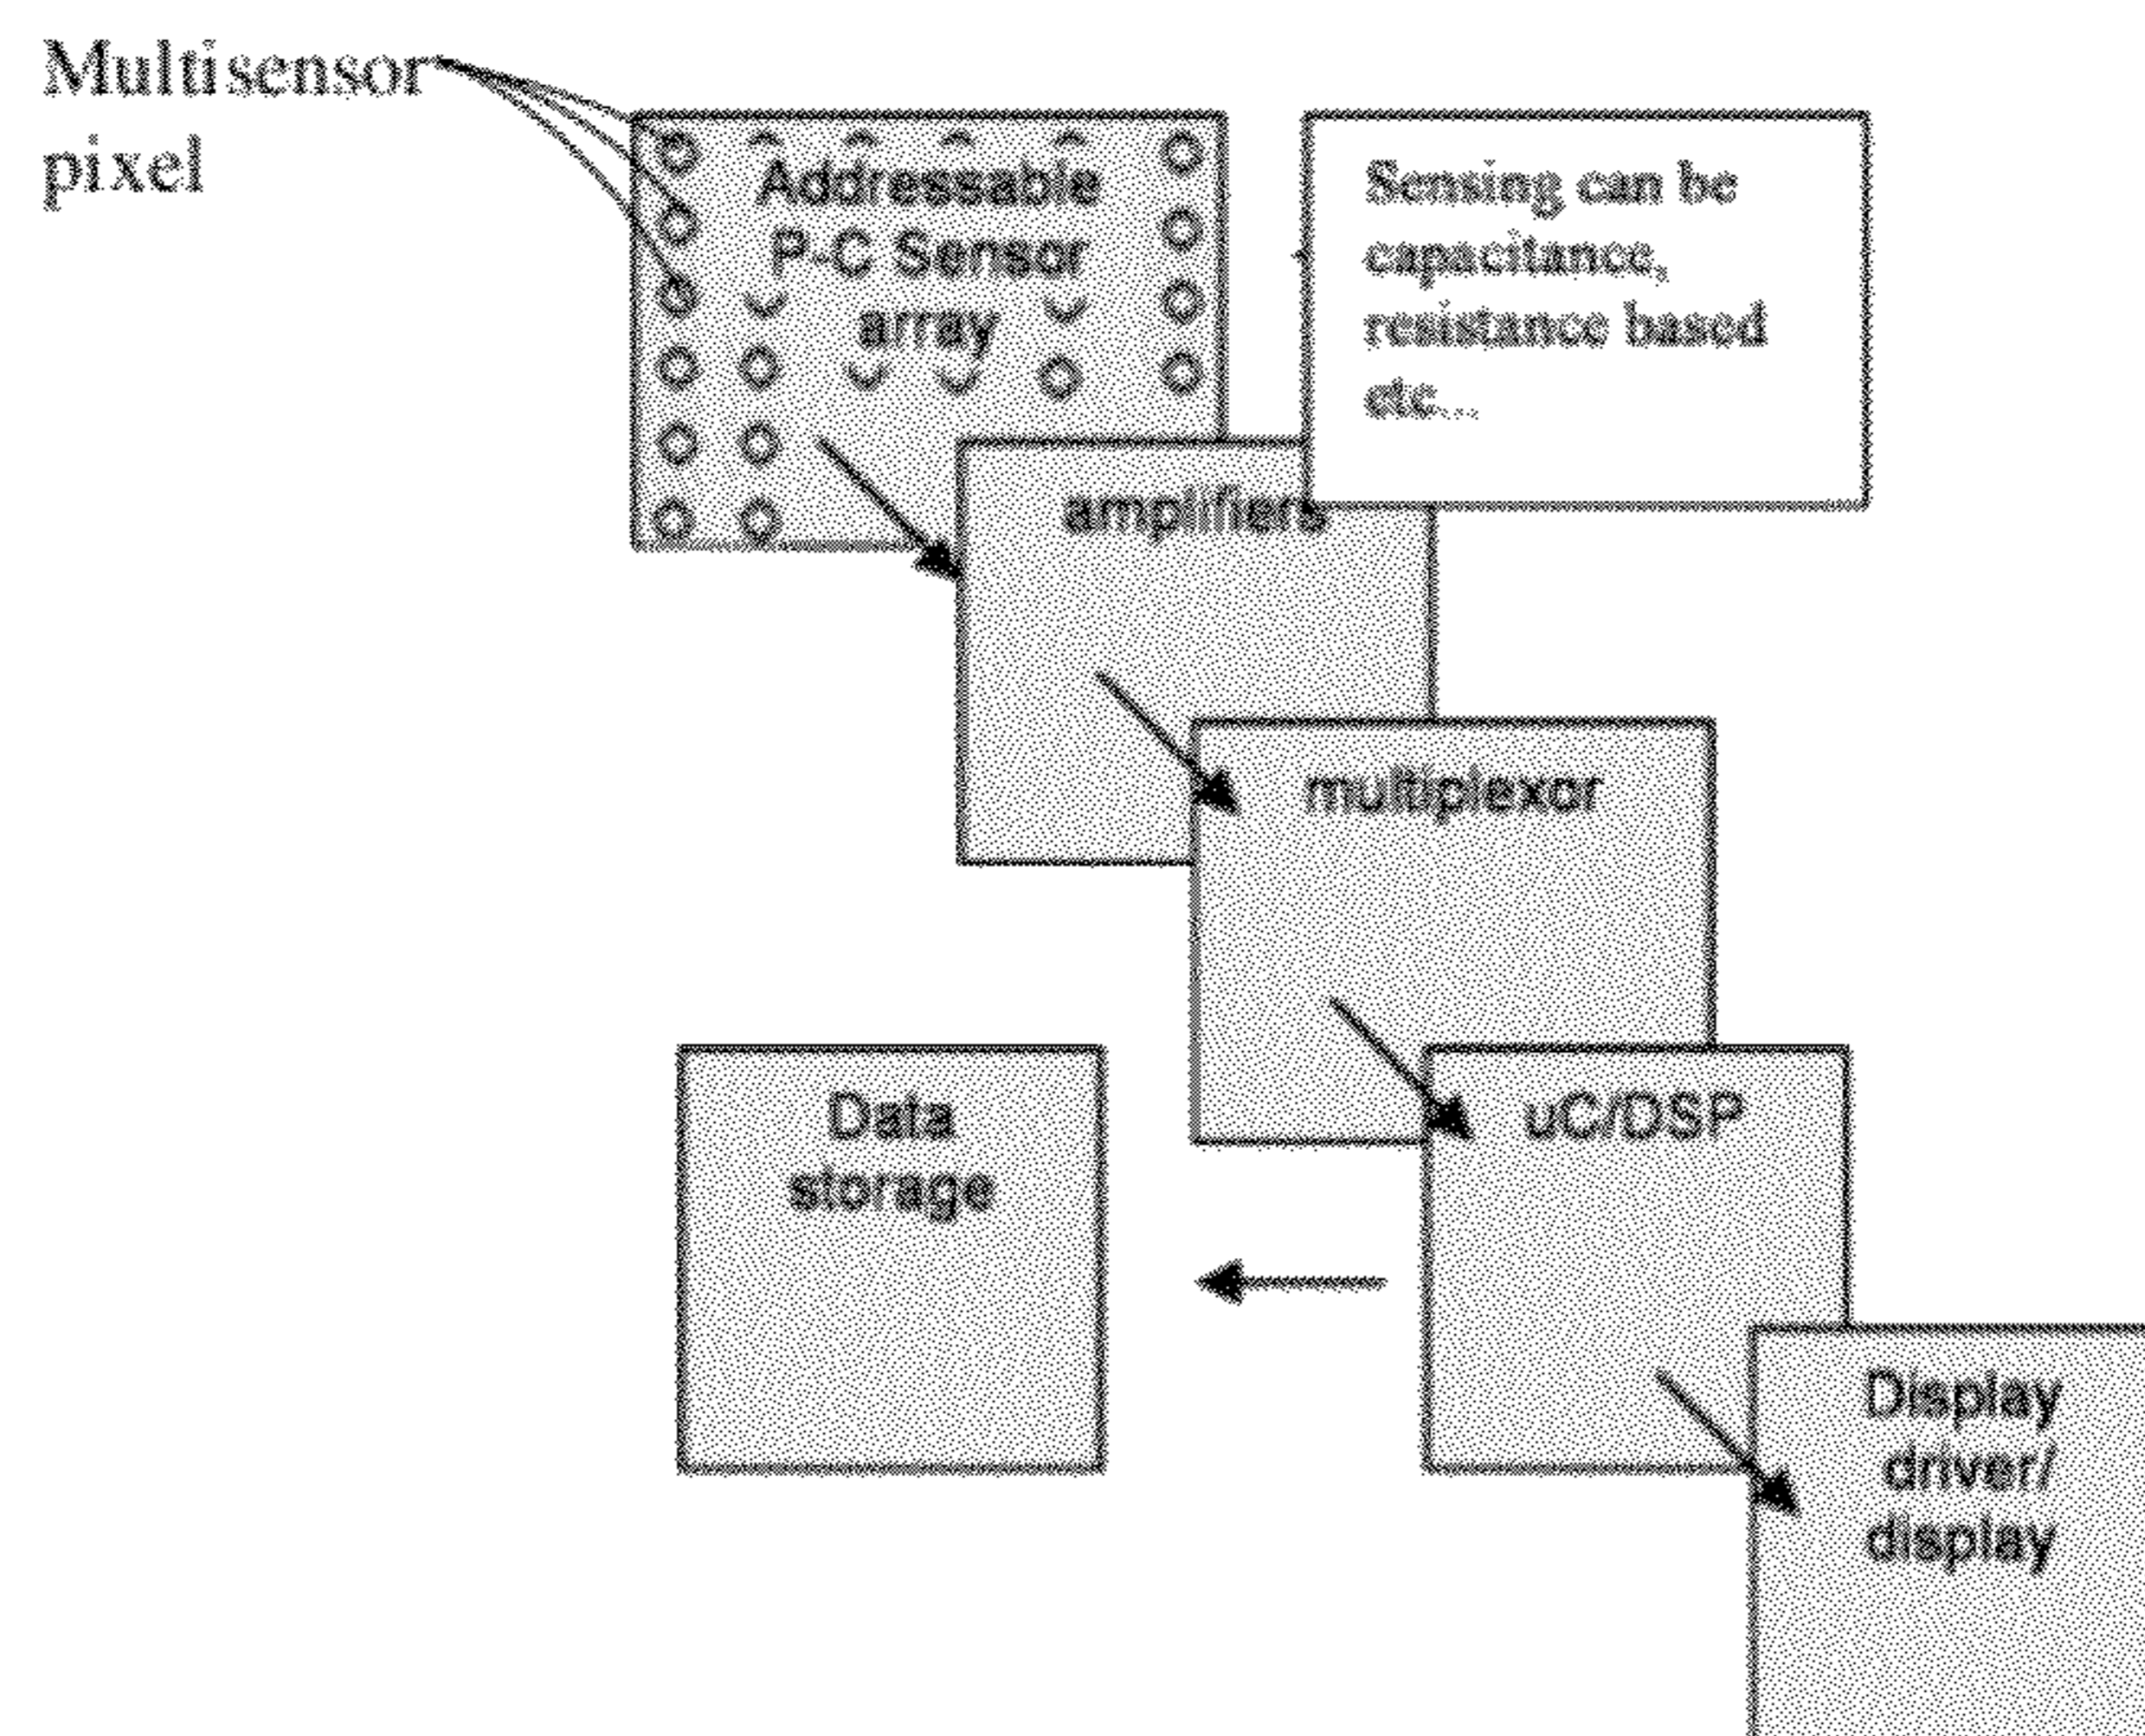 Multisensor
pixel
Addressable
P-C Sensor
array
Sensing can be
capacitance,
resistance based
etc...
amplifiers
multiplexor
uC/DSP
Data
storage
Display
driver/
display